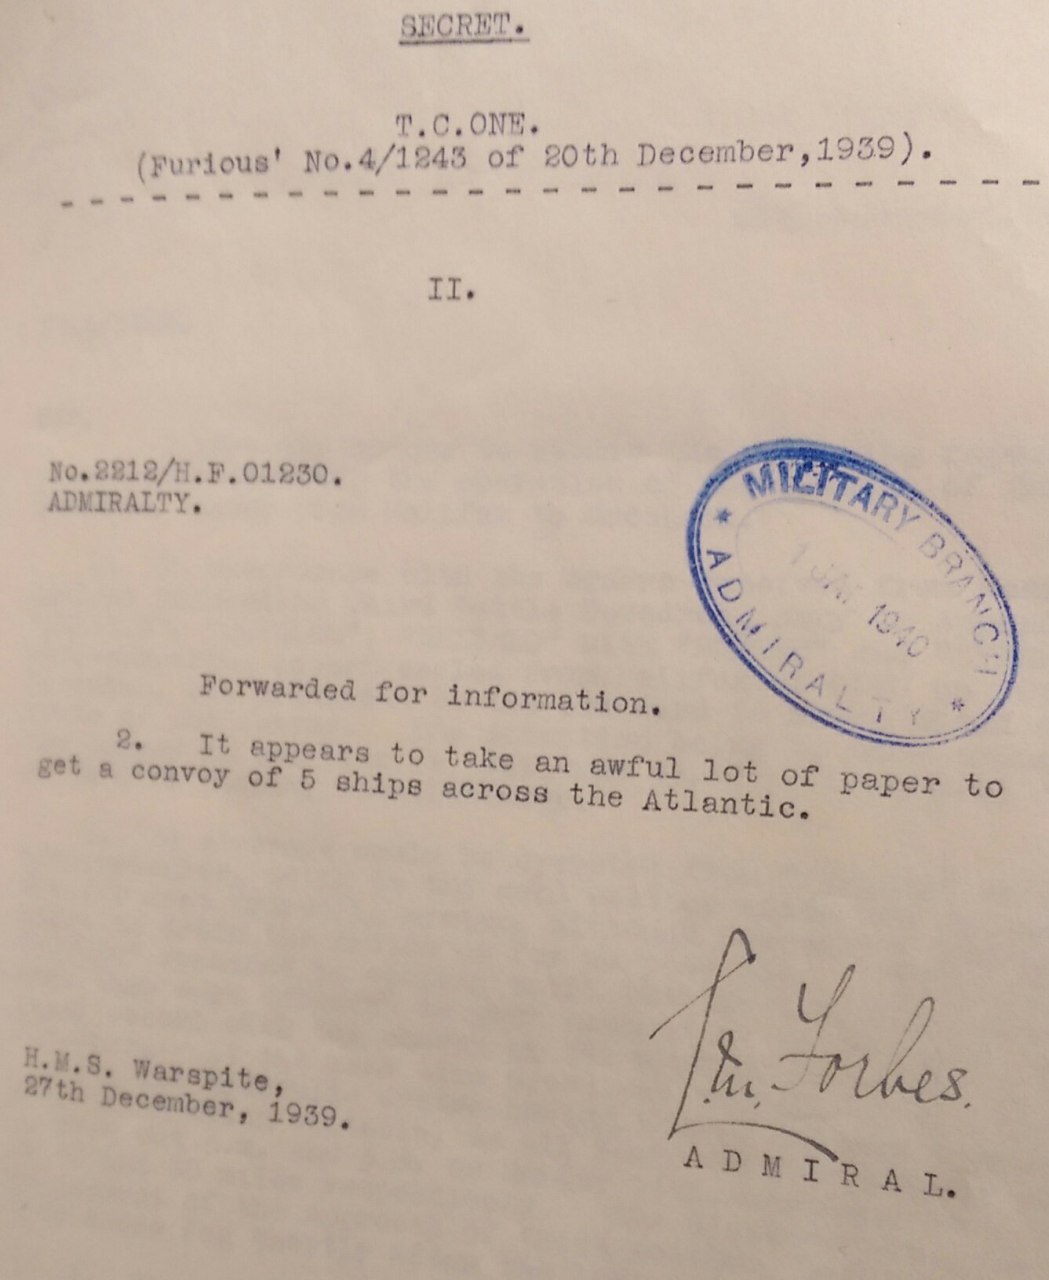 SECRET.
T.C.ONE.
(Furious' No.4/1243 of 20th December,1939).
II.
No.2212/H.F.01230.
ADMIRALTY.
MILITARY BRANCH
1 JAN 1940
ADMIRALTY
Forwarded for information.
2. It appears to take an awful lot of paper to
get a convoy of 5 ships across the Atlantic.
Forbes.
ADMIRAL.
H.M.S. Warspite,
27th December, 1939.